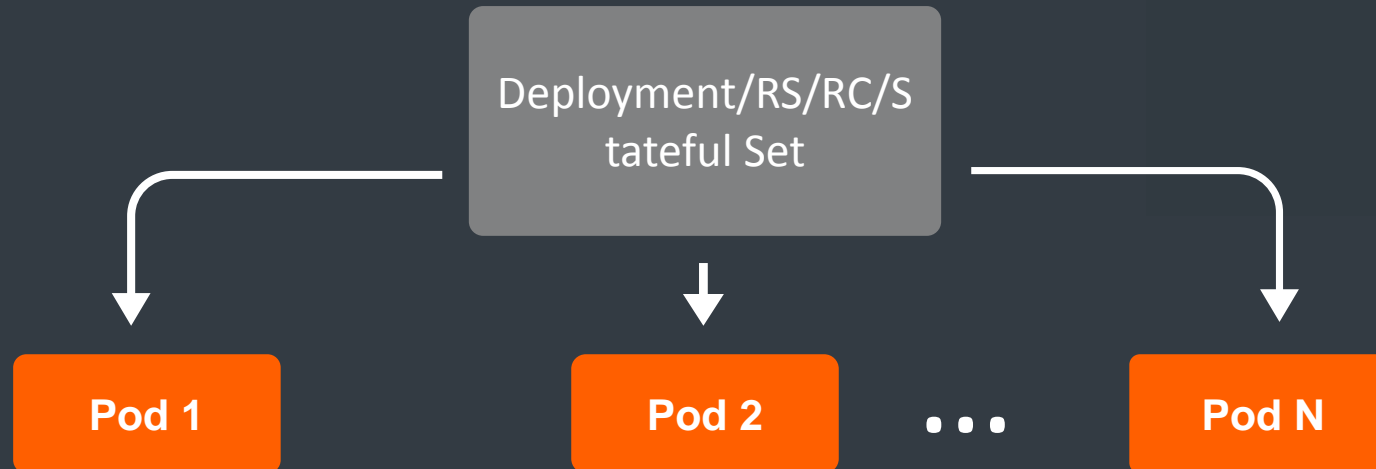 Deployment/RS/RC/S
tateful Set
Pod 1
Pod 2
...
Pod N